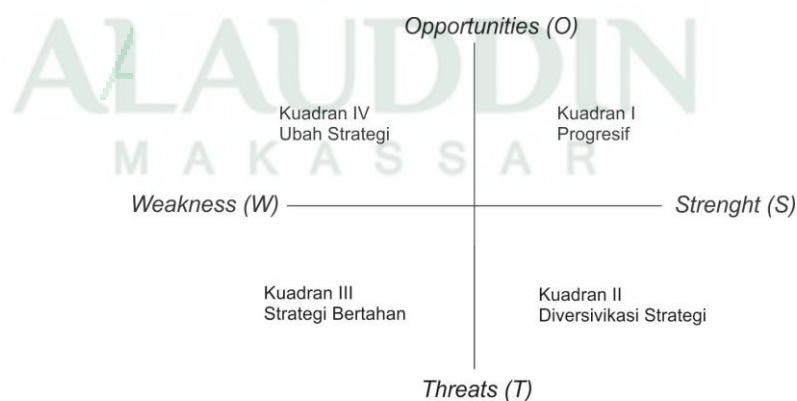 Opportunities (O)
ALAUDDIN
Kuadran IV
Ubah Strategi
Kuadran I
Progresif
MAKASSAR
Weakness (W)
Strenght (S)
Kuadran III
Strategi Bertahan
Kuadran II
Diversivikasi Strategi
Threats (T)